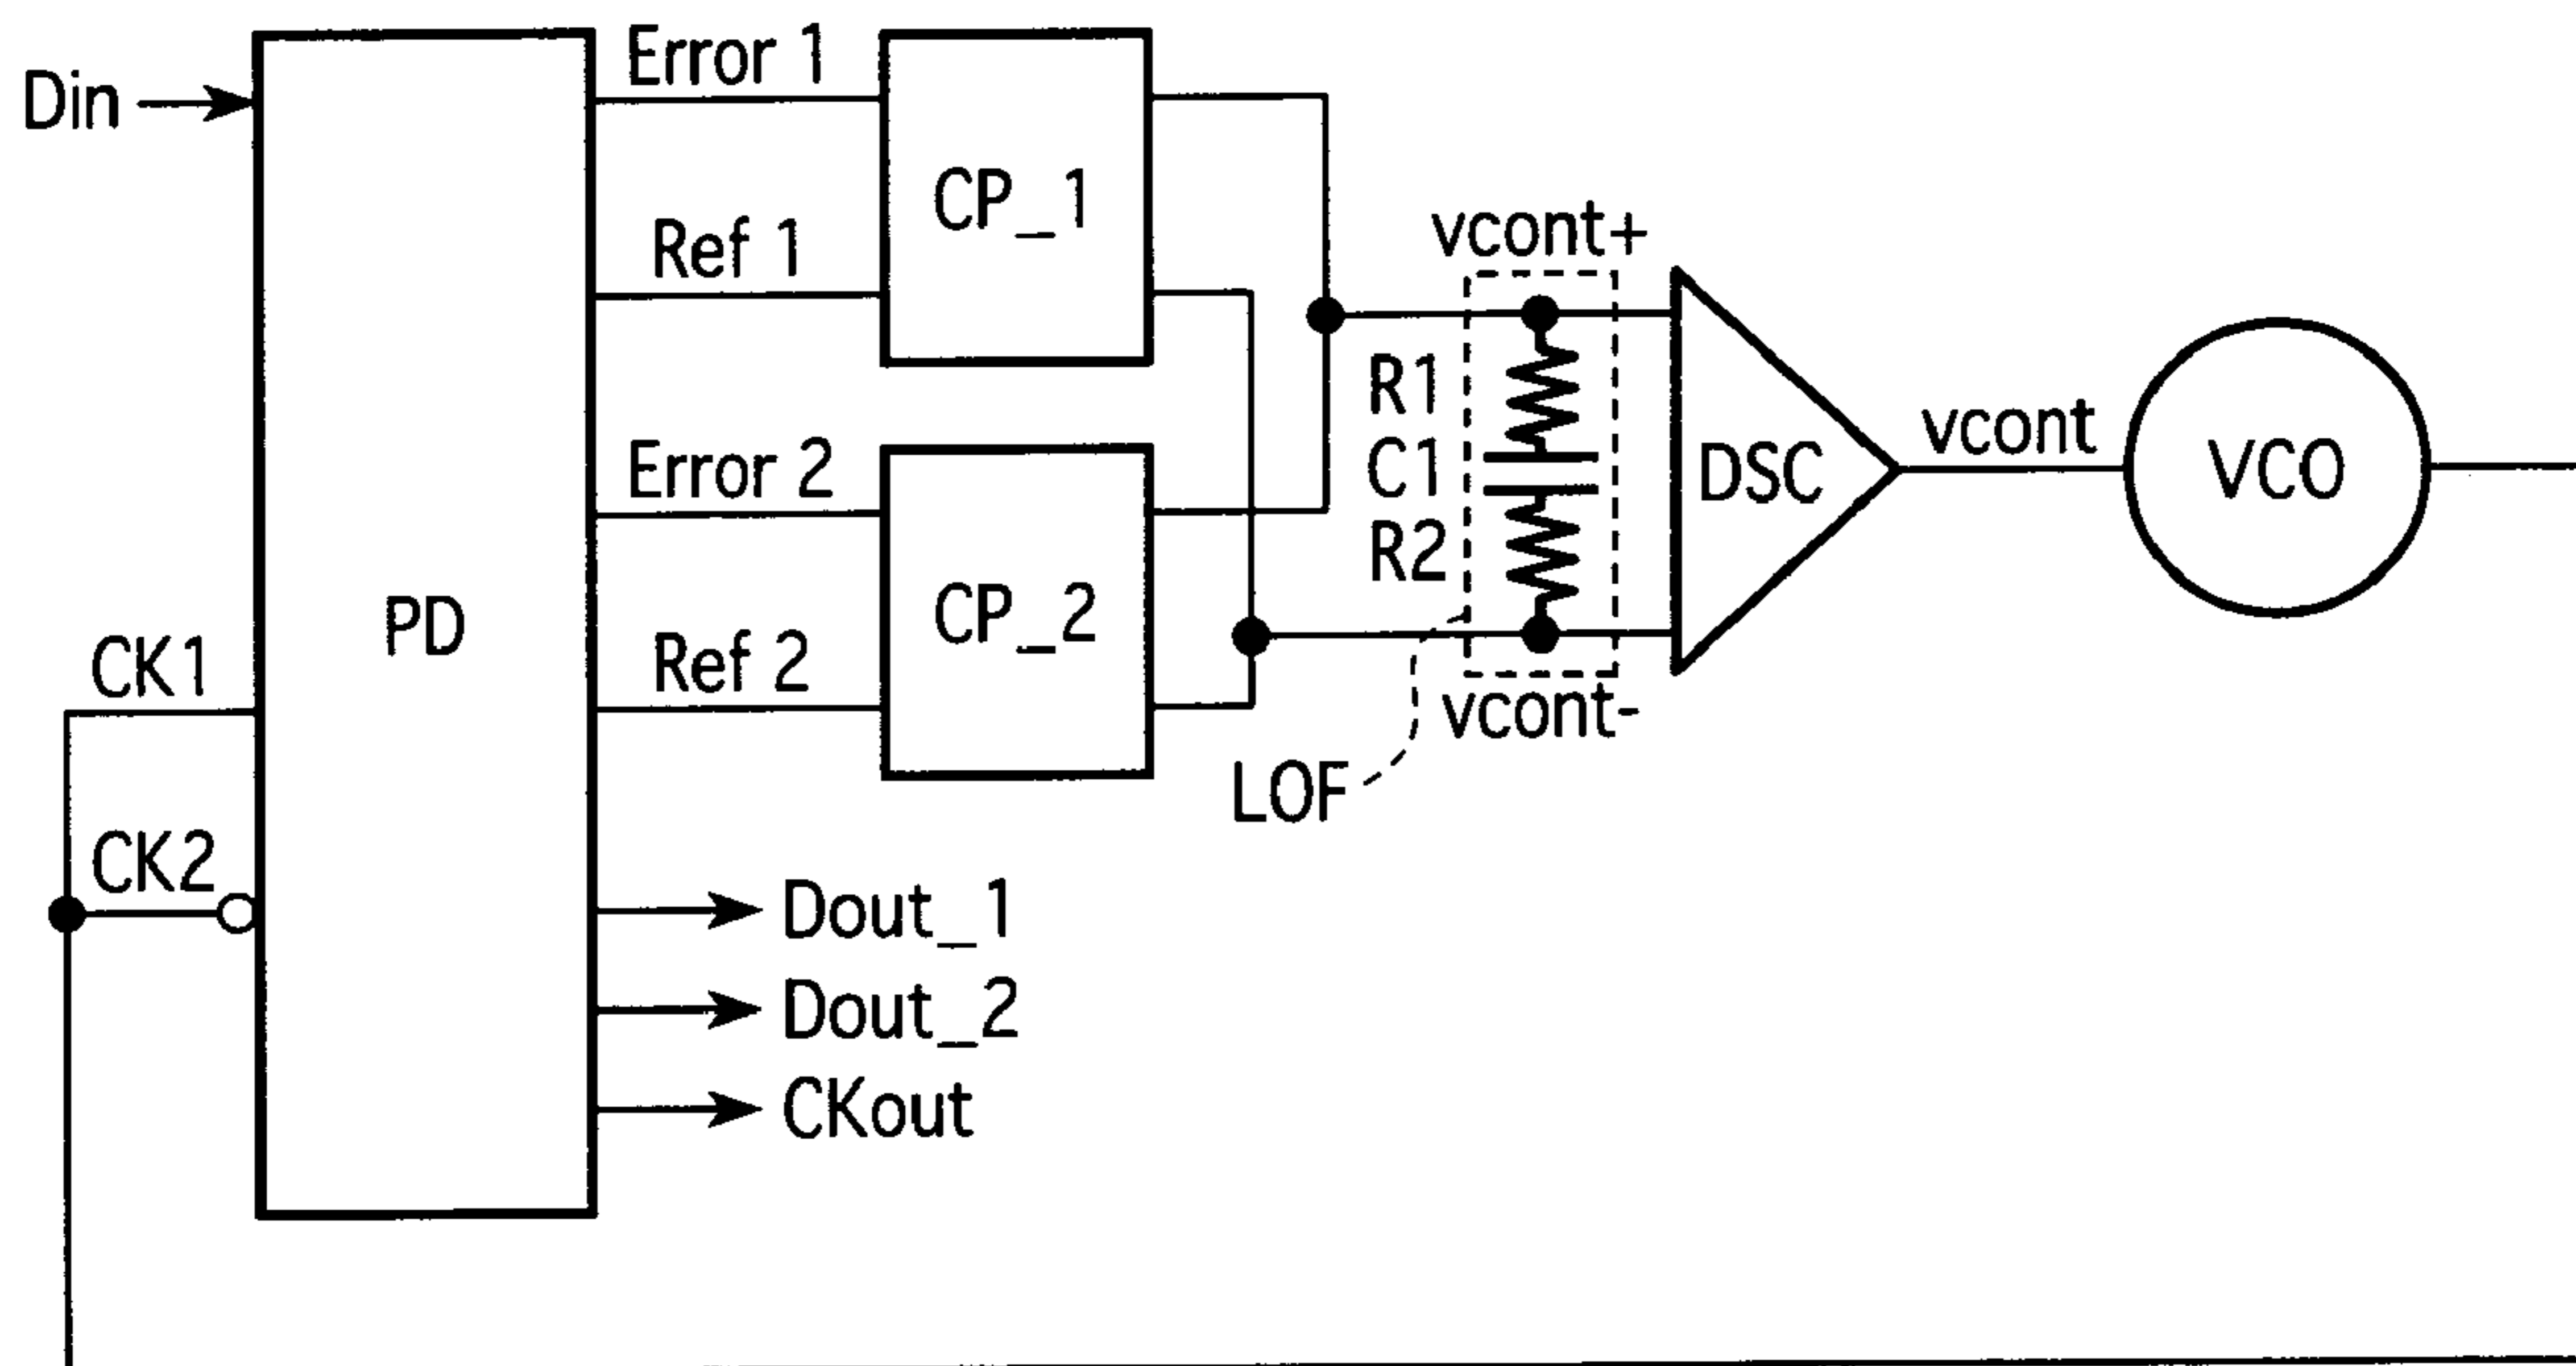 Din
Error 1
CP_1
Ref 1
vcont+
R1
C1
R2
DSC
vcont
VCO
Error 2
CP_2
Ref 2
vcont-
LOF
PD
CK1
CK2
Dout_1
Dout_2
CKout